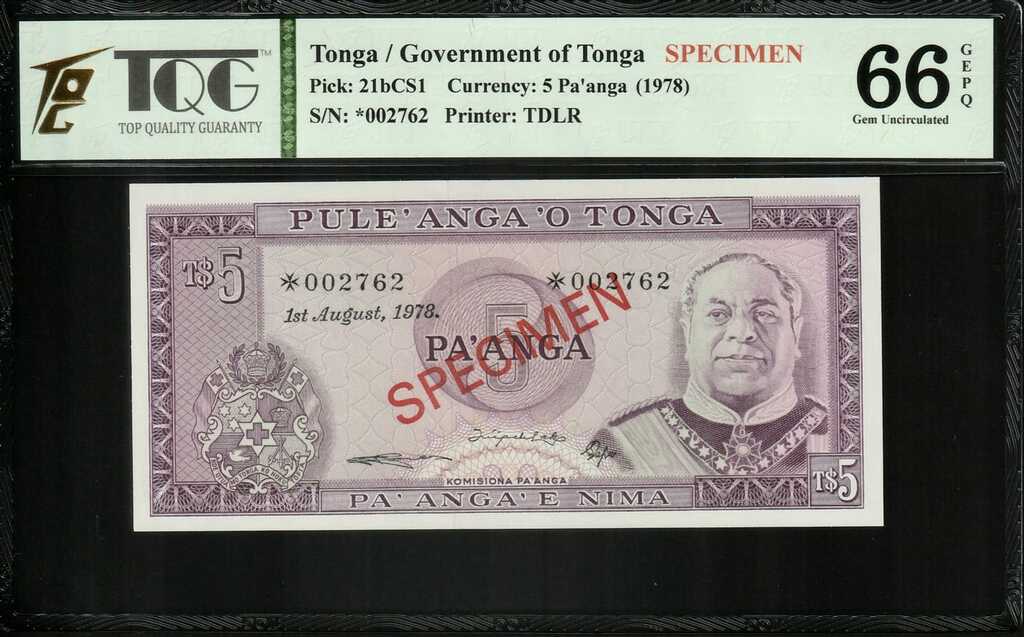 TQG™
TOP QUALITY GUARANTY
Tonga / Government of Tonga SPECIMEN
Pick: 21bCS1 Currency: 5 Pa'anga (1978)
S/N: *002762 Printer: TDLR
66
GEPQ
Gem Uncirculated
PULE'ANGA 'O TONGA
T$5
*002762
*002762
1st August, 1978.
5
PA'ANGA
SPECIMEN
KOMISIONA PA'ANGA
PA'ANGA 'E NIMA
T$5